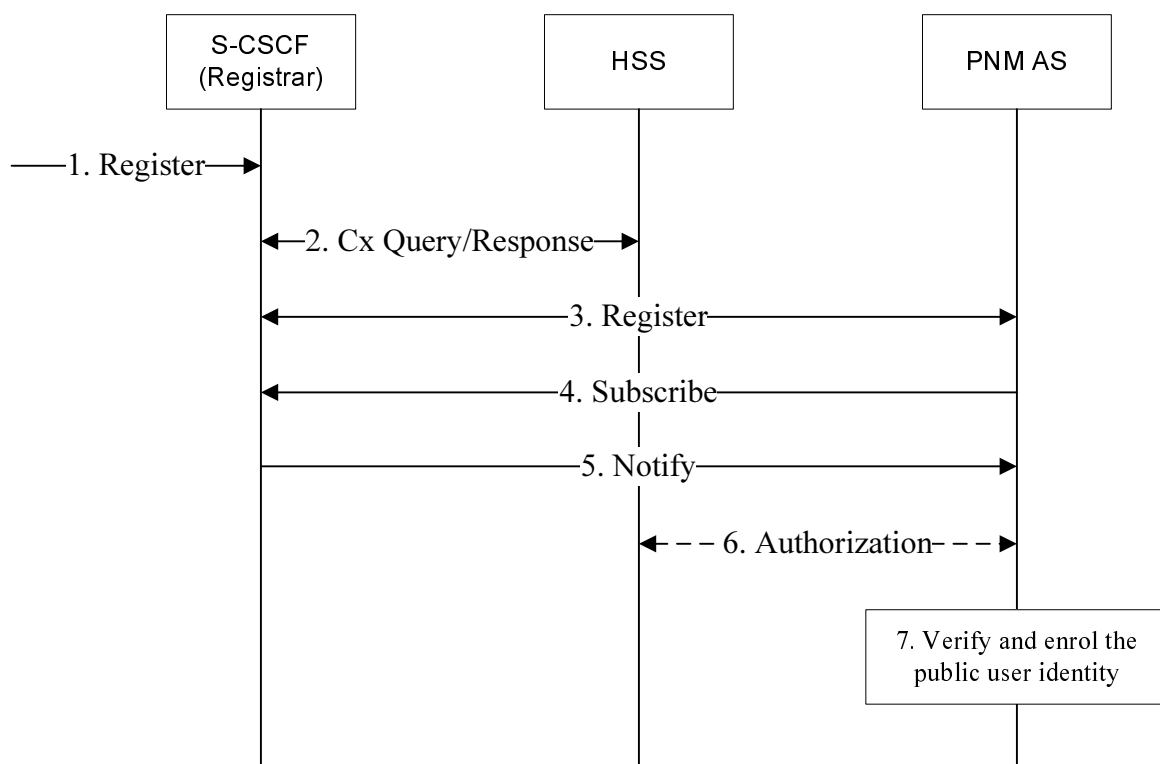 S-CSCF
(Registrar)
HSS
PNM AS
1. Register
2. Cx Query/Response
3. Register
4. Subscribe
5. Notify
6. Authorization
7. Verify and enrol the
public user identity